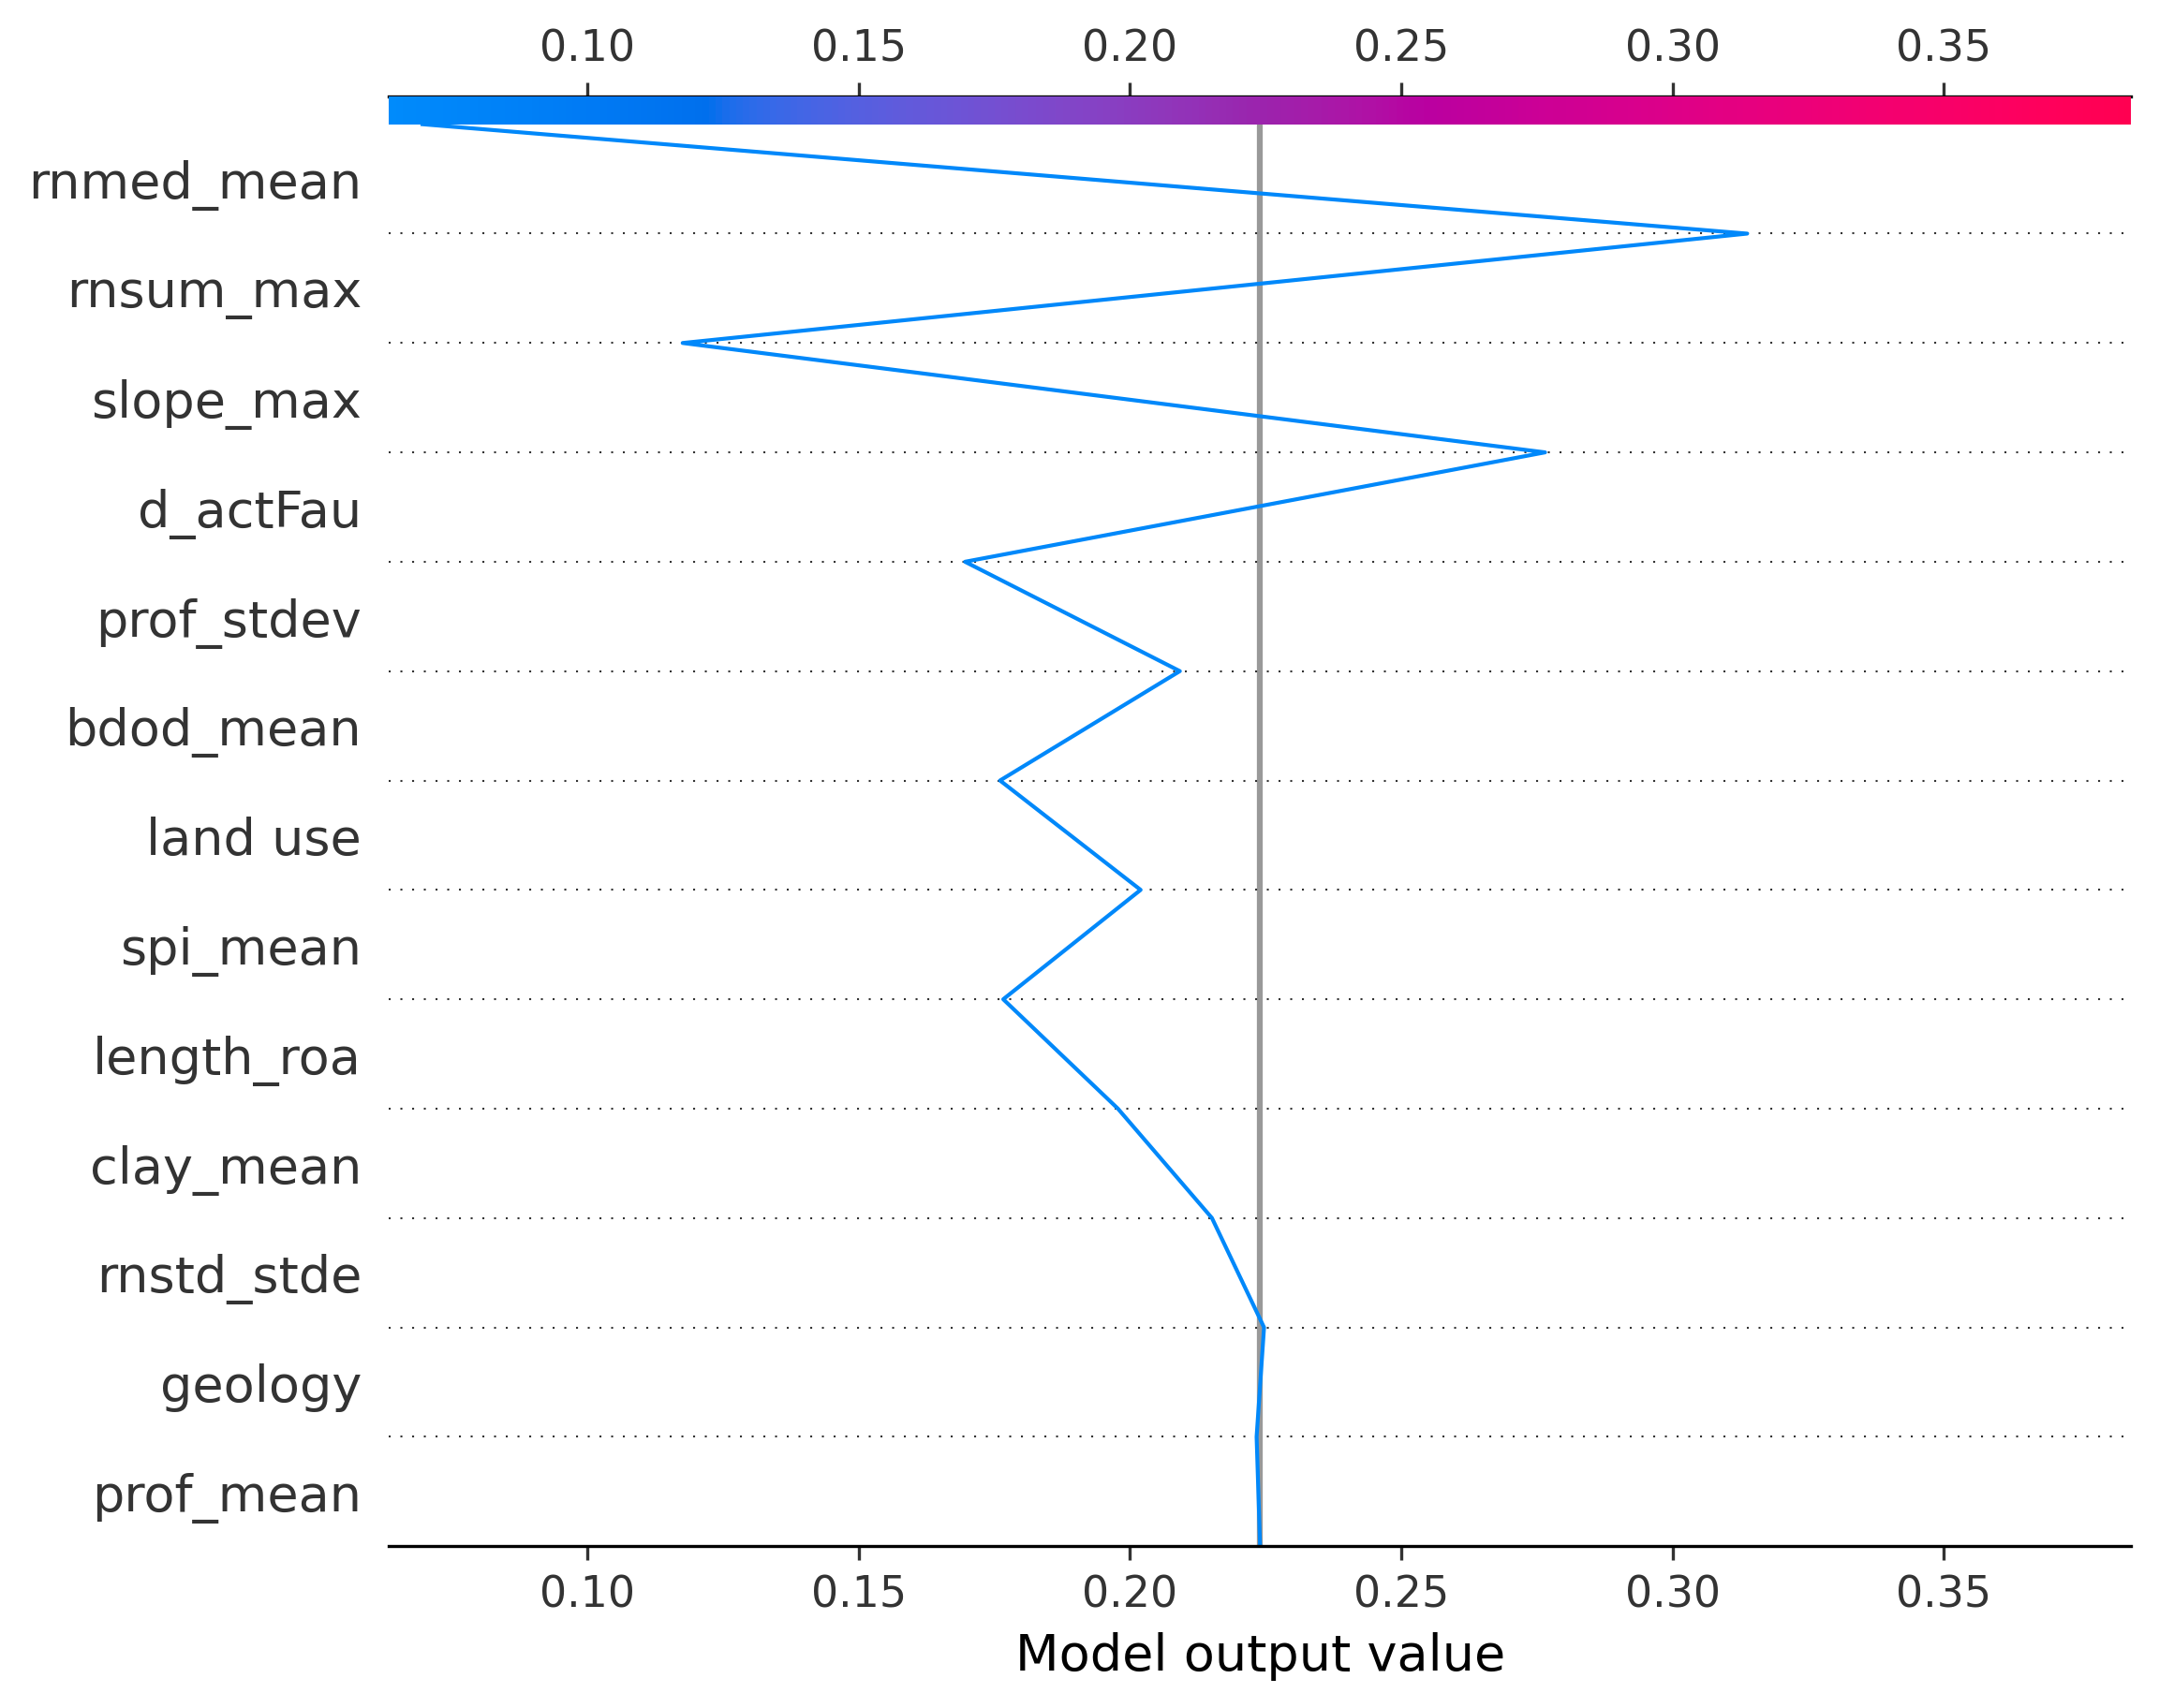 0.10 0.15 0.20 0.25 0.30 0.35
rnmed_mean
rnsum_max
slope_max
d_actFau
prof_stdev
bdod_mean
land use
spi_mean
length_roa
clay_mean
rnstd_stde
geology
prof_mean
0.10 0.15 0.20 0.25 0.30 0.35
Model output value